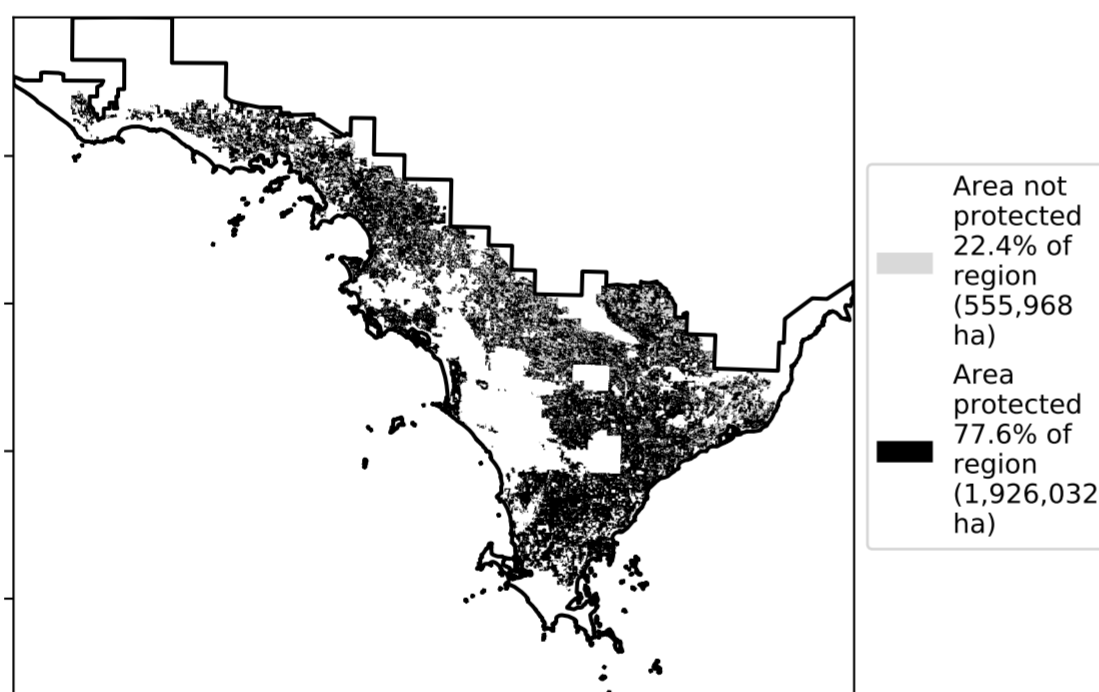 Area not
protected
22.4% of
region
(555,968
ha)
Area
protected
77.6% of
region
(1,926,032
ha)